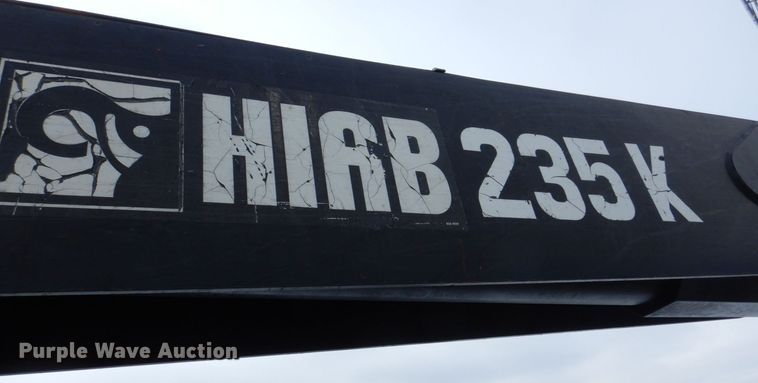 HIAB 235 K
Purple Wave Auction